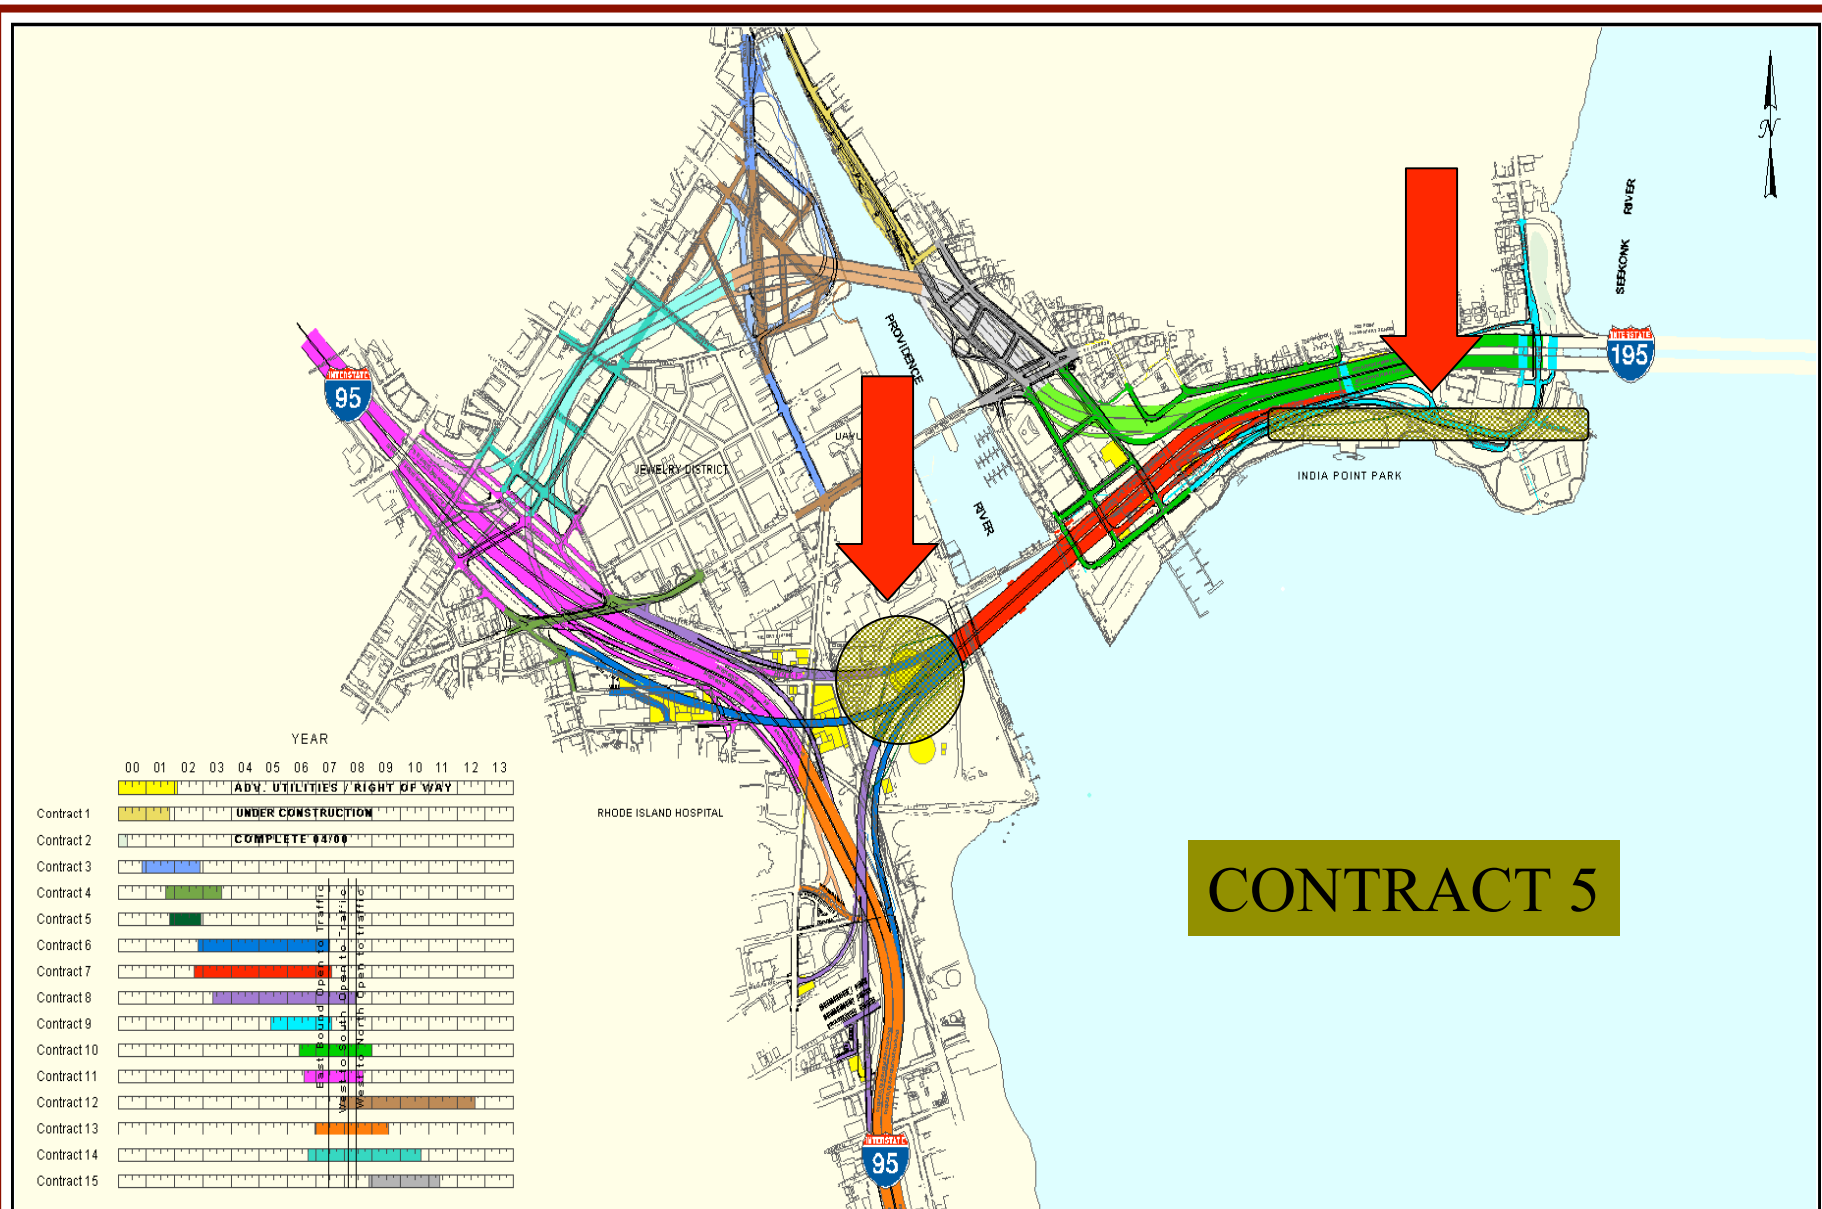 N
SEEKONK RIVER
INTERSTATE
195
PROVIDENCE
RIVER
INTERSTATE
95
JEWELRY DISTRICT
INDIA POINT PARK
RHODE ISLAND HOSPITAL
CONTRACT 5
YEAR
00 01 02 03 04 05 06 07 08 09 10 11 12 13
ADV. UTILITIES / RIGHT OF WAY
Contract 1 UNDER CONSTRUCTION
Contract 2 COMPLETE 04/00
Contract 3
Contract 4
Contract 5
Contract 6
Contract 7
Contract 8
Contract 9
Contract 10
Contract 11
Contract 12
Contract 13
Contract 14
Contract 15
East Bound Open to Traffic
West to South Open to Traffic
West to North Open to traffic
INTERSTATE
95